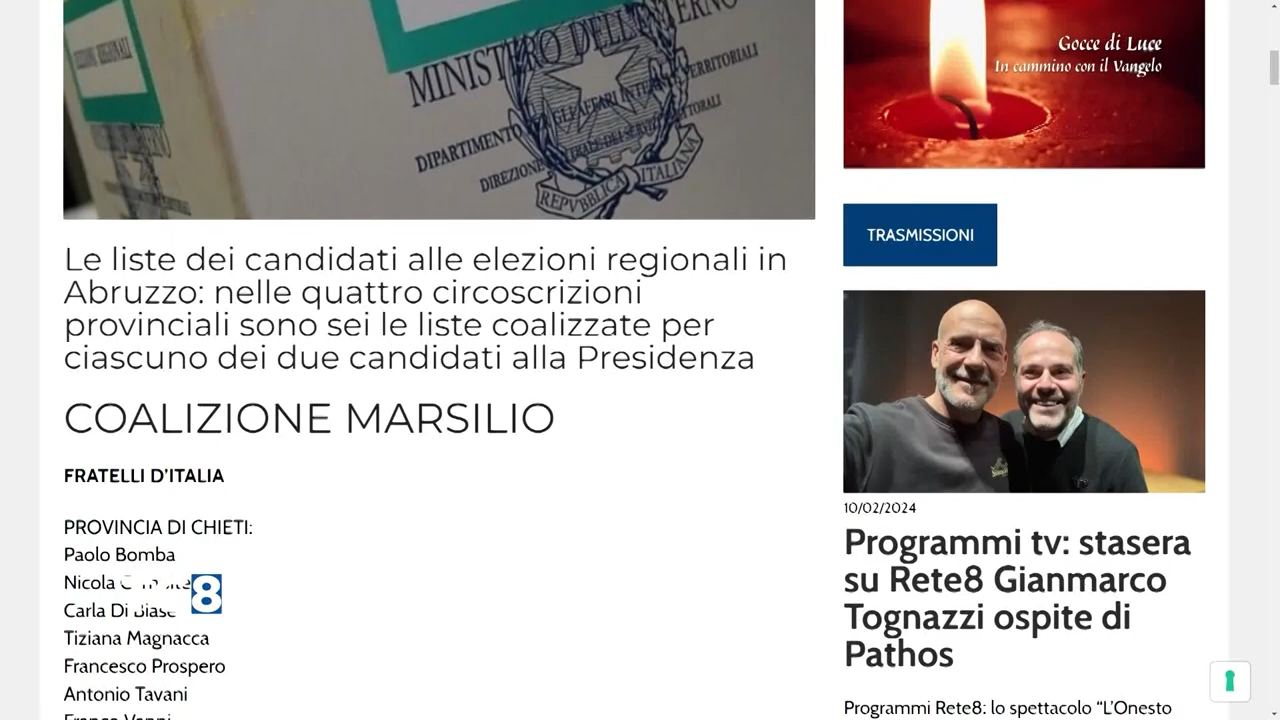 ELEZIONI REGIONALI
MINISTERO DELL'INTERNO
DIPARTIMENTO
DIREZIONE
REPVBBLICA ITALIANA
Le liste dei candidati alle elezioni regionali in
Abruzzo: nelle quattro circoscrizioni
provinciali sono sei le liste coalizzate per
ciascuno dei due candidati alla Presidenza
COALIZIONE MARSILIO
FRATELLI D’ITALIA
PROVINCIA DI CHIETI:
Paolo Bomba
Nicola
Carla Di Biase
8
Tiziana Magnacca
Francesco Prospero
Antonio Tavani
Gocce di Luce
In cammino con il Vangelo
TRASMISSIONI
10/02/2024
Programmi tv: stasera
su Rete8 Gianmarco
Tognazzi ospite di
Pathos
Programmi Rete8: lo spettacolo “L’Onesto